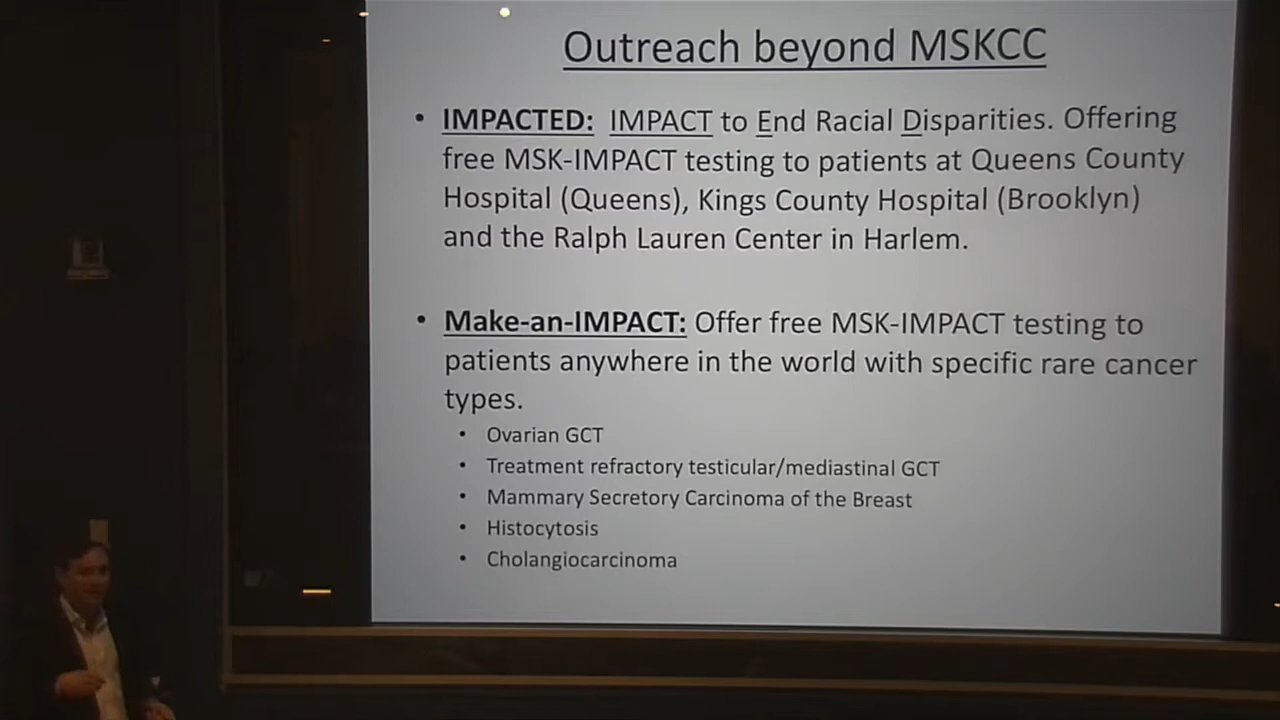 Outreach beyond MSKCC
• IMPACTED: IMPACT to End Racial Disparities. Offering
free MSK-IMPACT testing to patients at Queens County
Hospital (Queens), Kings County Hospital (Brooklyn)
and the Ralph Lauren Center in Harlem.
• Make-an-IMPACT: Offer free MSK-IMPACT testing to
patients anywhere in the world with specific rare cancer
types.
• Ovarian GCT
• Treatment refractory testicular/mediastinal GCT
• Mammary Secretory Carcinoma of the Breast
• Histocytosis
• Cholangiocarcinoma